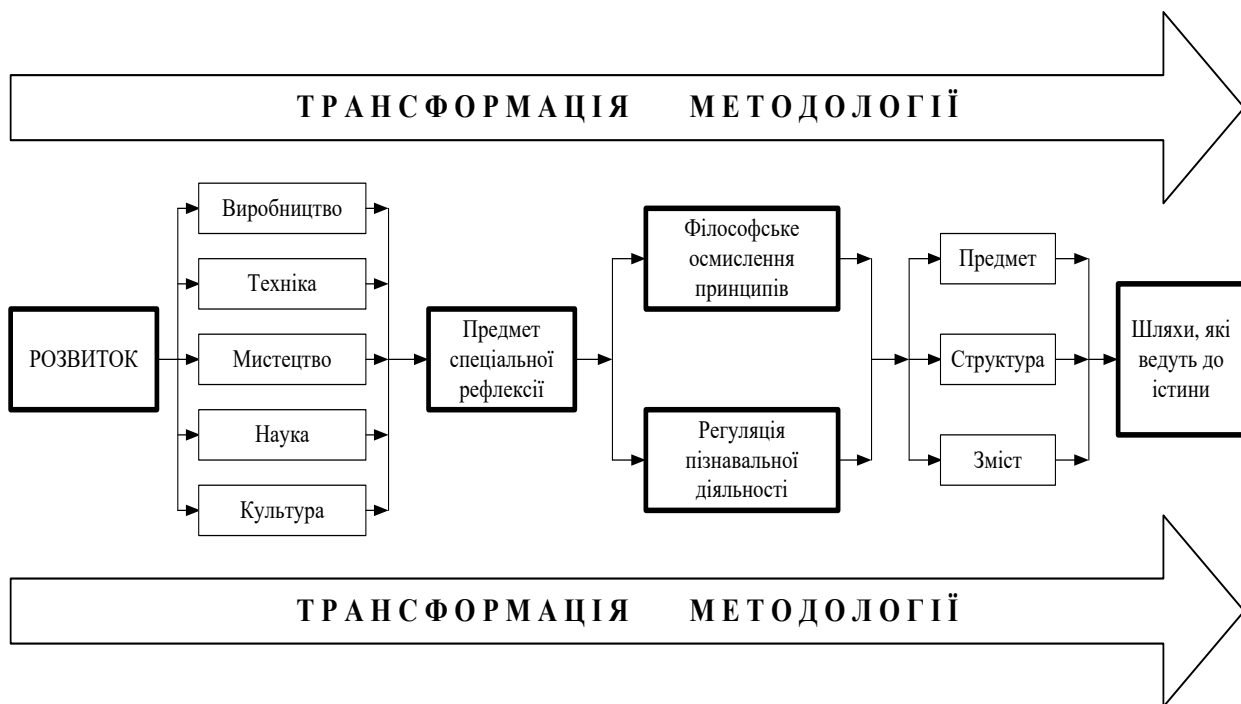 ТРАНСФОРМАЦІЯ МЕТОДОЛОГІЇ
РОЗВИТОК
Виробництво
Техніка
Мистецтво
Наука
Культура
Предмет
спеціальної
рефлексії
Філософське
осмислення
принципів
Регуляція
пізнавальної
діяльності
Предмет
Структура
Зміст
Шляхи, які
ведуть до
істини
ТРАНСФОРМАЦІЯ МЕТОДОЛОГІЇ